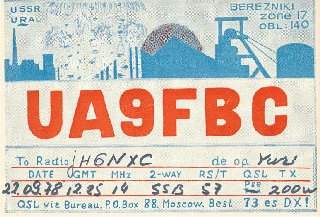 USSR
URAL
BEREZNIKI
ZONE 17
OBL.-140
UA9FBC
To Radio jH6NXC de op. Yuri
DATE GMT MHz 2-WAY RS/T QSL TX
22.09.78 12.25 14 SSB 57 Pse 200w
QSL via Bureau, P.O.Box 88, Moscow. Best 73 es DX!